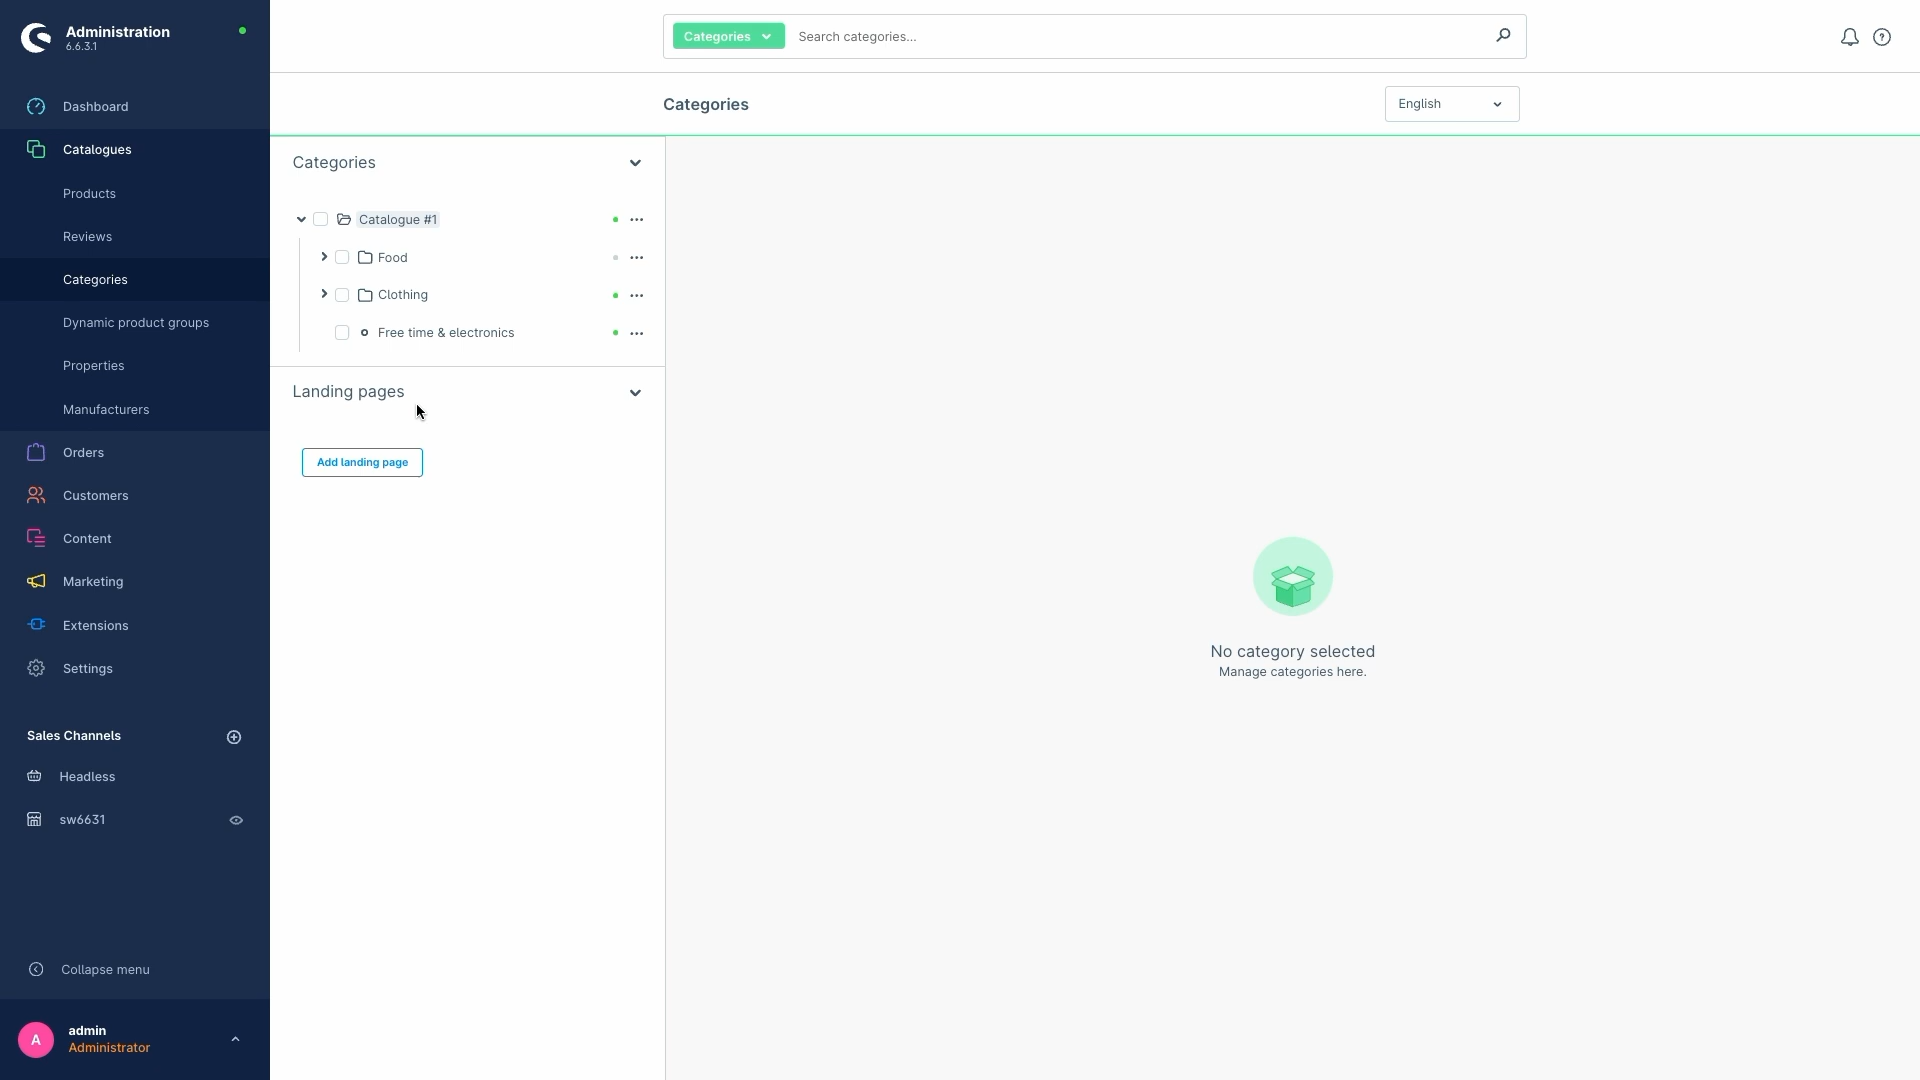 Administration
6.6.3.1
Categories
Search categories...
Dashboard
Catalogues
Products
Reviews
Categories
Dynamic product groups
Properties
Manufacturers
Orders
Customers
Content
Marketing
Extensions
Settings
Sales Channels
Headless
sw6631
Collapse menu
A
admin
Administrator
Categories
English
Categories
Catalogue #1
Food
Clothing
Free time & electronics
Landing pages
Add landing page
No category selected
Manage categories here.